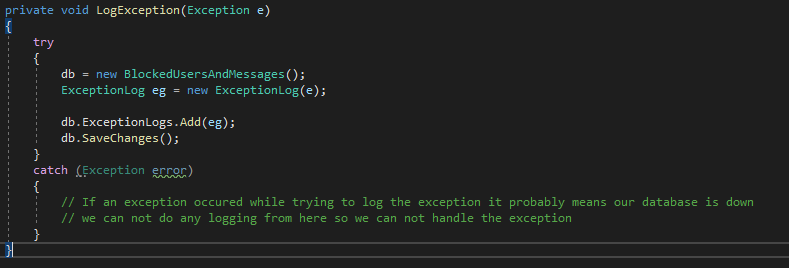 private void LogException(Exception e)
{
try
{
db = new BlockedUsersAndMessages();
ExceptionLog eg = new ExceptionLog(e);
db.ExceptionLogs.Add(eg);
db.SaveChanges();
}
catch (Exception error)
{
// If an exception occured while trying to log the exception it probably means our database is down
// we can not do any logging from here so we can not handle the exception
}
}